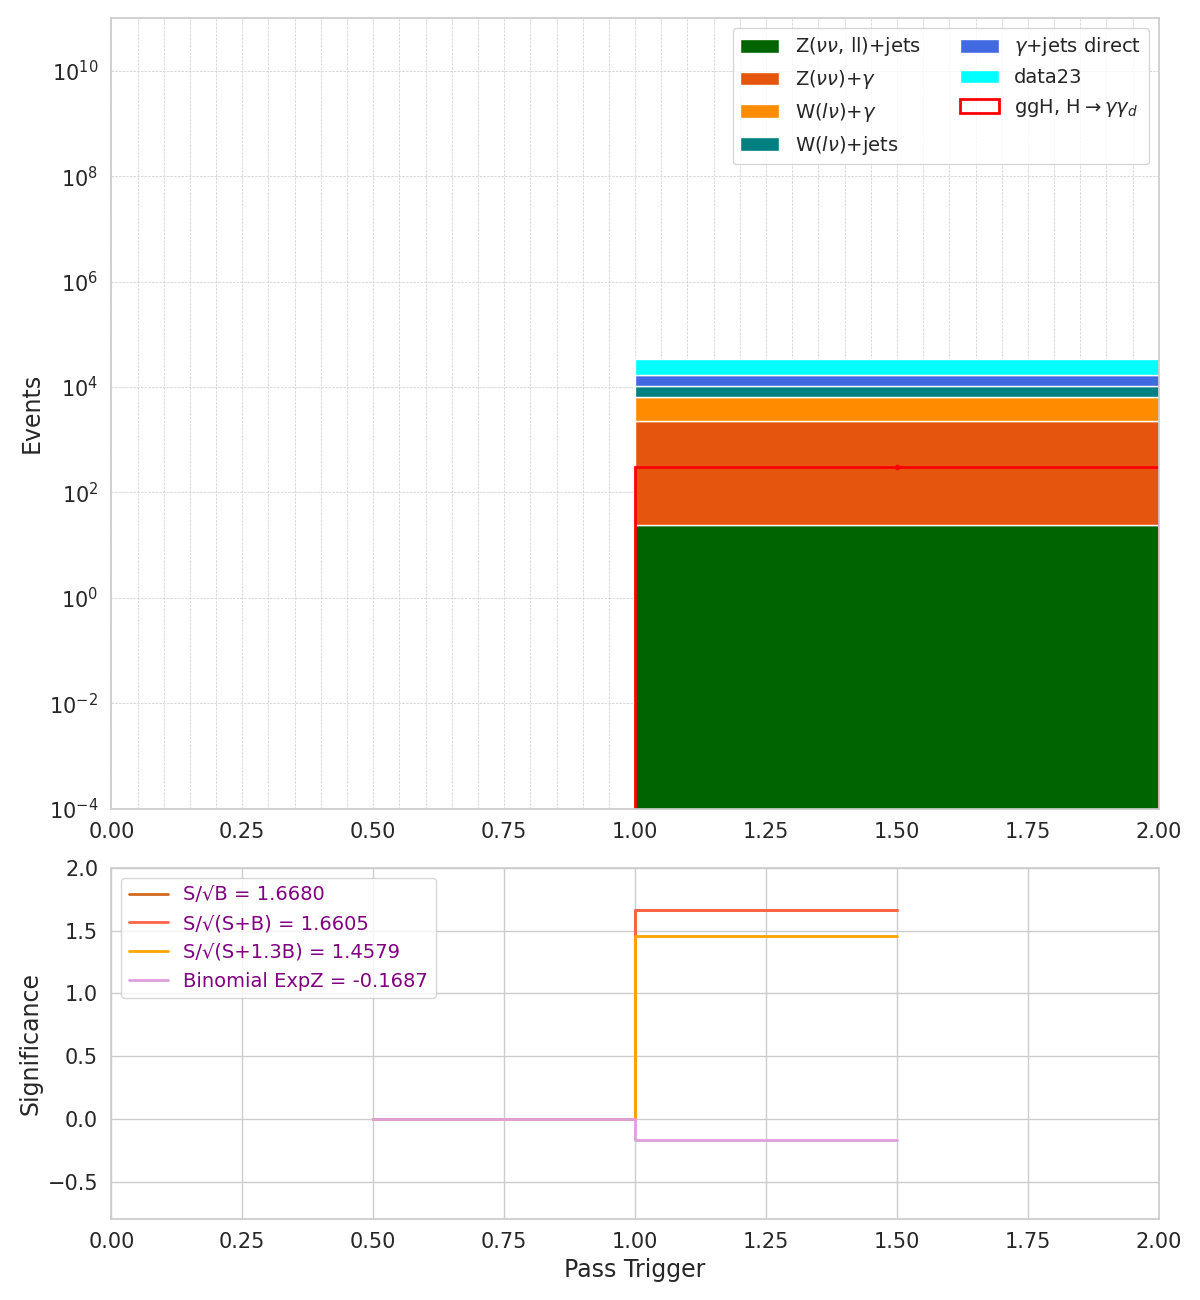 Z(νν, ll)+jets
Z(νν)+γ
W(lν)+γ
W(lν)+jets
γ+jets direct
data23
ggH, H→γγ_d
Events
10^10
10^8
10^6
10^4
10^2
10^0
10^−2
10^−4
0.00 0.25 0.50 0.75 1.00 1.25 1.50 1.75 2.00
S/√B = 1.6680
S/√(S+B) = 1.6605
S/√(S+1.3B) = 1.4579
Binomial ExpZ = -0.1687
Significance
2.0
1.5
1.0
0.5
0.0
−0.5
0.00 0.25 0.50 0.75 1.00 1.25 1.50 1.75 2.00
Pass Trigger